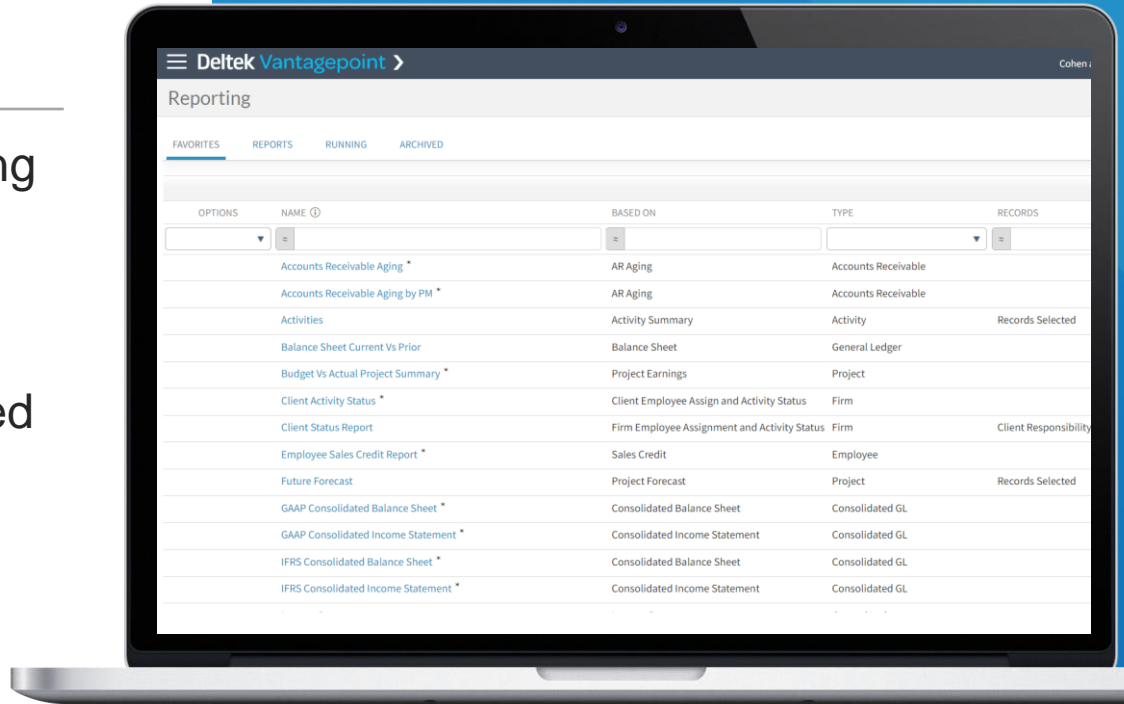 ng
ed
Deltek Vantagepoint
Cohen
Reporting
FAVORITES REPORTS RUNNING ARCHIVED
OPTIONS NAME BASED ON TYPE RECORDS
≈ ≈ ≈
Accounts Receivable Aging * AR Aging Accounts Receivable
Accounts Receivable Aging by PM * AR Aging Accounts Receivable
Activities Activity Summary Activity Records Selected
Balance Sheet Current Vs Prior Balance Sheet General Ledger
Budget Vs Actual Project Summary * Project Earnings Project
Client Activity Status * Client Employee Assign and Activity Status Firm
Client Status Report Firm Employee Assignment and Activity Status Firm Client Responsibility
Employee Sales Credit Report * Sales Credit Employee
Future Forecast Project Forecast Project Records Selected
GAAP Consolidated Balance Sheet * Consolidated Balance Sheet Consolidated GL
GAAP Consolidated Income Statement * Consolidated Income Statement Consolidated GL
IFRS Consolidated Balance Sheet * Consolidated Balance Sheet Consolidated GL
IFRS Consolidated Income Statement * Consolidated Income Statement Consolidated GL